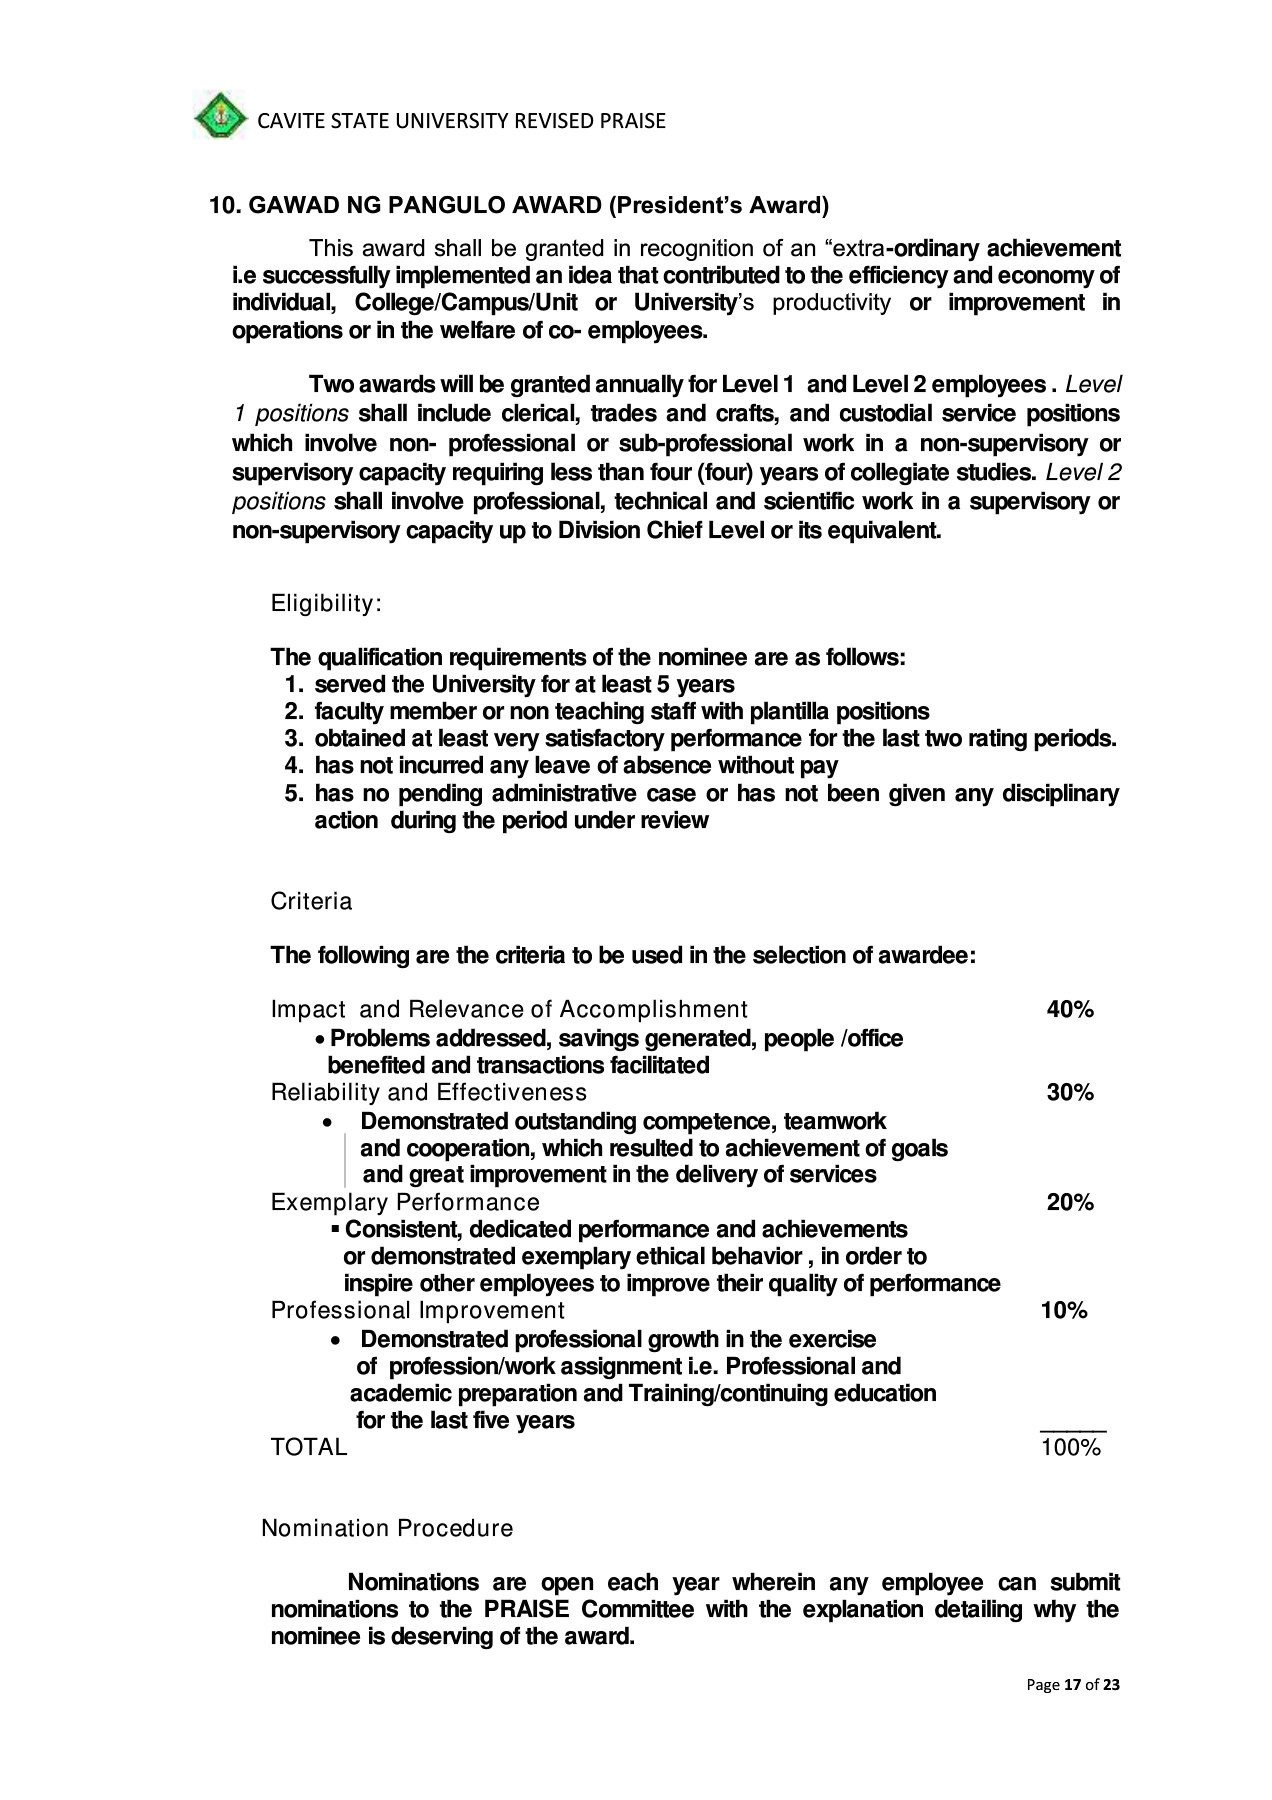 CAVITE STATE UNIVERSITY REVISED PRAISE
10. GAWAD NG PANGULO AWARD (President’s Award)
This award shall be granted in recognition of an “extra-ordinary achievement
i.e successfully implemented an idea that contributed to the efficiency and economy of
individual, College/Campus/Unit or University’s productivity or improvement in
operations or in the welfare of co- employees.
Two awards will be granted annually for Level 1 and Level 2 employees . Level
1 positions shall include clerical, trades and crafts, and custodial service positions
which involve non- professional or sub-professional work in a non-supervisory or
supervisory capacity requiring less than four (four) years of collegiate studies. Level 2
positions shall involve professional, technical and scientific work in a supervisory or
non-supervisory capacity up to Division Chief Level or its equivalent.
Eligibility:
The qualification requirements of the nominee are as follows:
1. served the University for at least 5 years
2. faculty member or non teaching staff with plantilla positions
3. obtained at least very satisfactory performance for the last two rating periods.
4. has not incurred any leave of absence without pay
5. has no pending administrative case or has not been given any disciplinary
action during the period under review
Criteria
The following are the criteria to be used in the selection of awardee:
Impact and Relevance of Accomplishment 40%
• Problems addressed, savings generated, people /office
benefited and transactions facilitated
Reliability and Effectiveness 30%
• Demonstrated outstanding competence, teamwork
and cooperation, which resulted to achievement of goals
and great improvement in the delivery of services
Exemplary Performance 20%
▪ Consistent, dedicated performance and achievements
or demonstrated exemplary ethical behavior , in order to
inspire other employees to improve their quality of performance
Professional Improvement 10%
• Demonstrated professional growth in the exercise
of profession/work assignment i.e. Professional and
academic preparation and Training/continuing education
for the last five years
TOTAL 100%
Nomination Procedure
Nominations are open each year wherein any employee can submit
nominations to the PRAISE Committee with the explanation detailing why the
nominee is deserving of the award.
Page 17 of 23